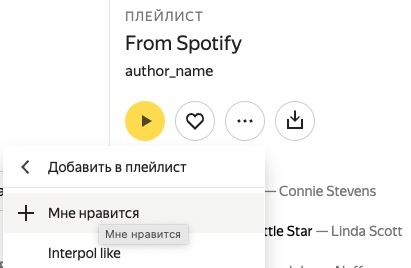 ПЛЕЙЛИСТ
From Spotify
author_name
Добавить в плейлист
— Connie Stevens
Мне нравится
Мне нравится
ttle Star — Linda Scott
Interpol like